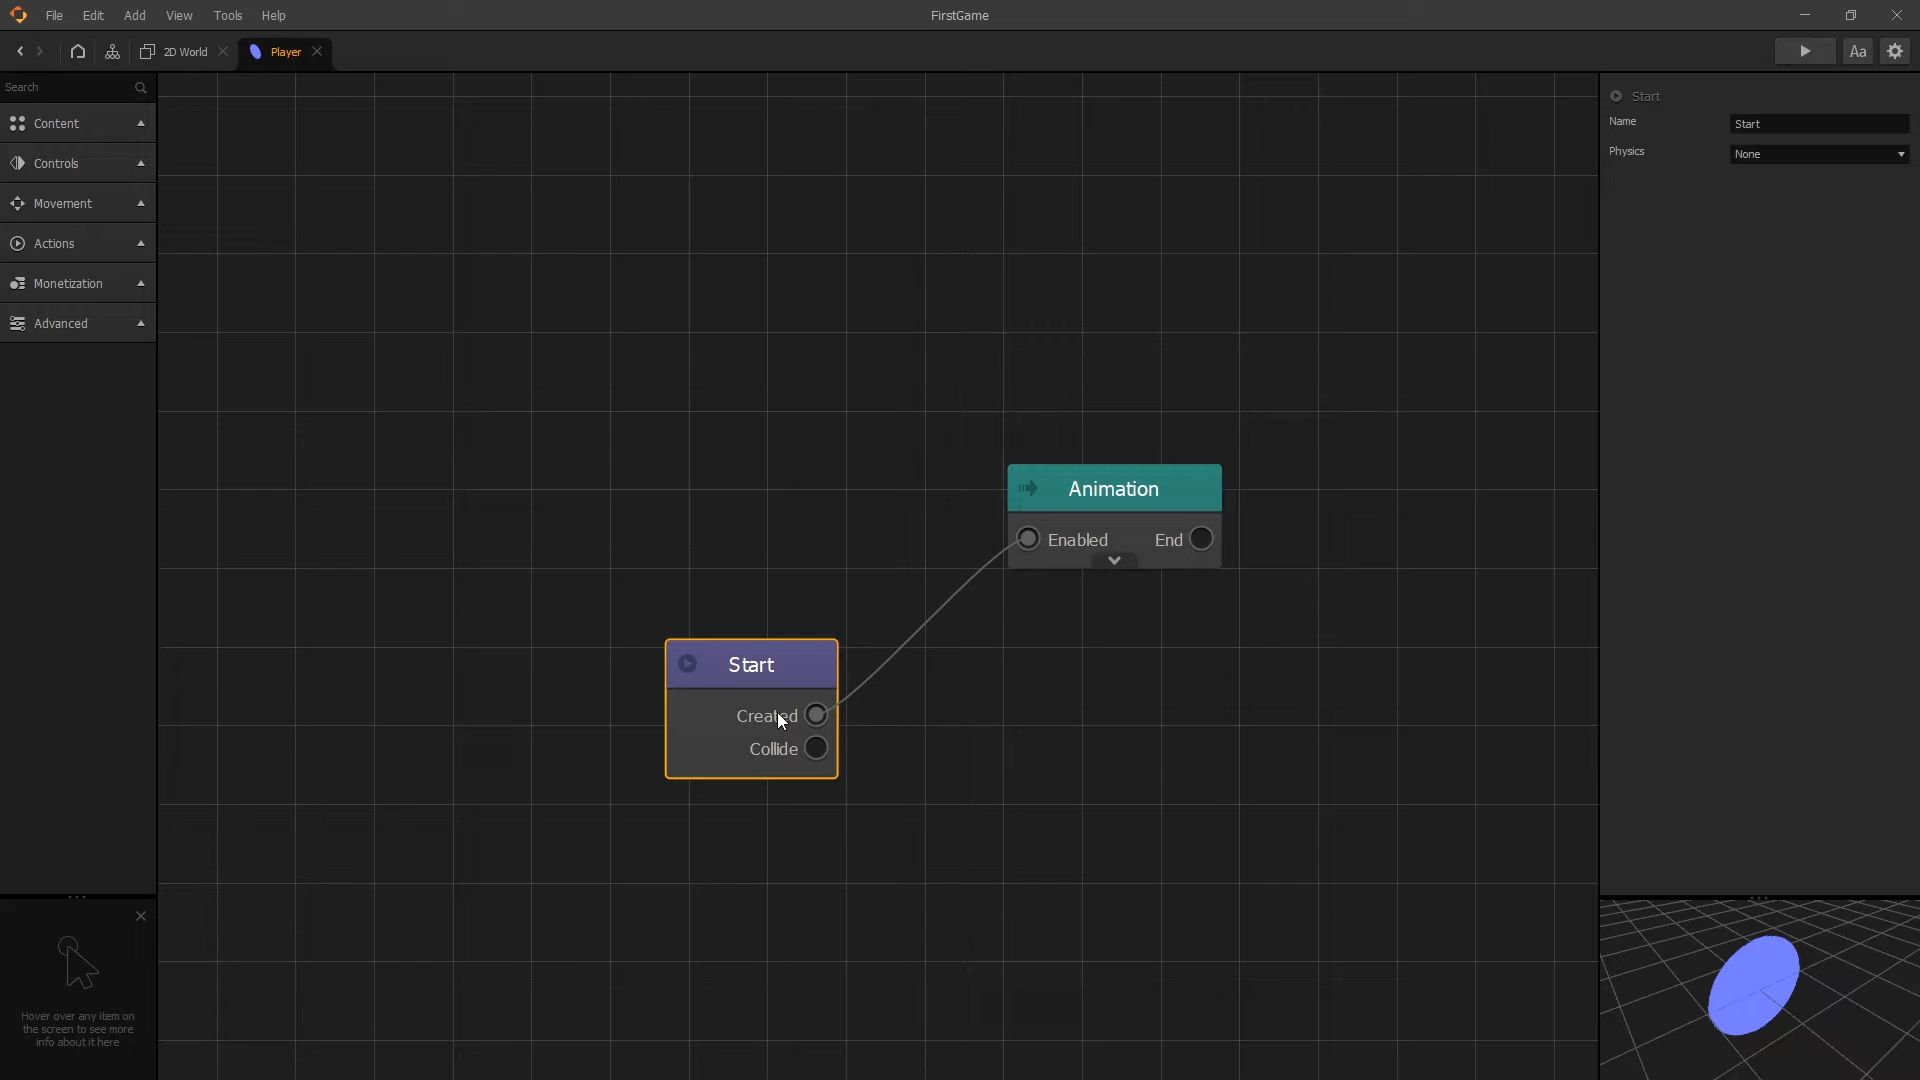 File Edit Add View Tools Help FirstGame
2D World Player Aa
Search
Content
Controls
Movement
Actions
Monetization
Advanced
Hover over any item on
the screen to see more
info about it here
Animation
Enabled End
Start
Created
Collide
Start
Name Start
Physics None